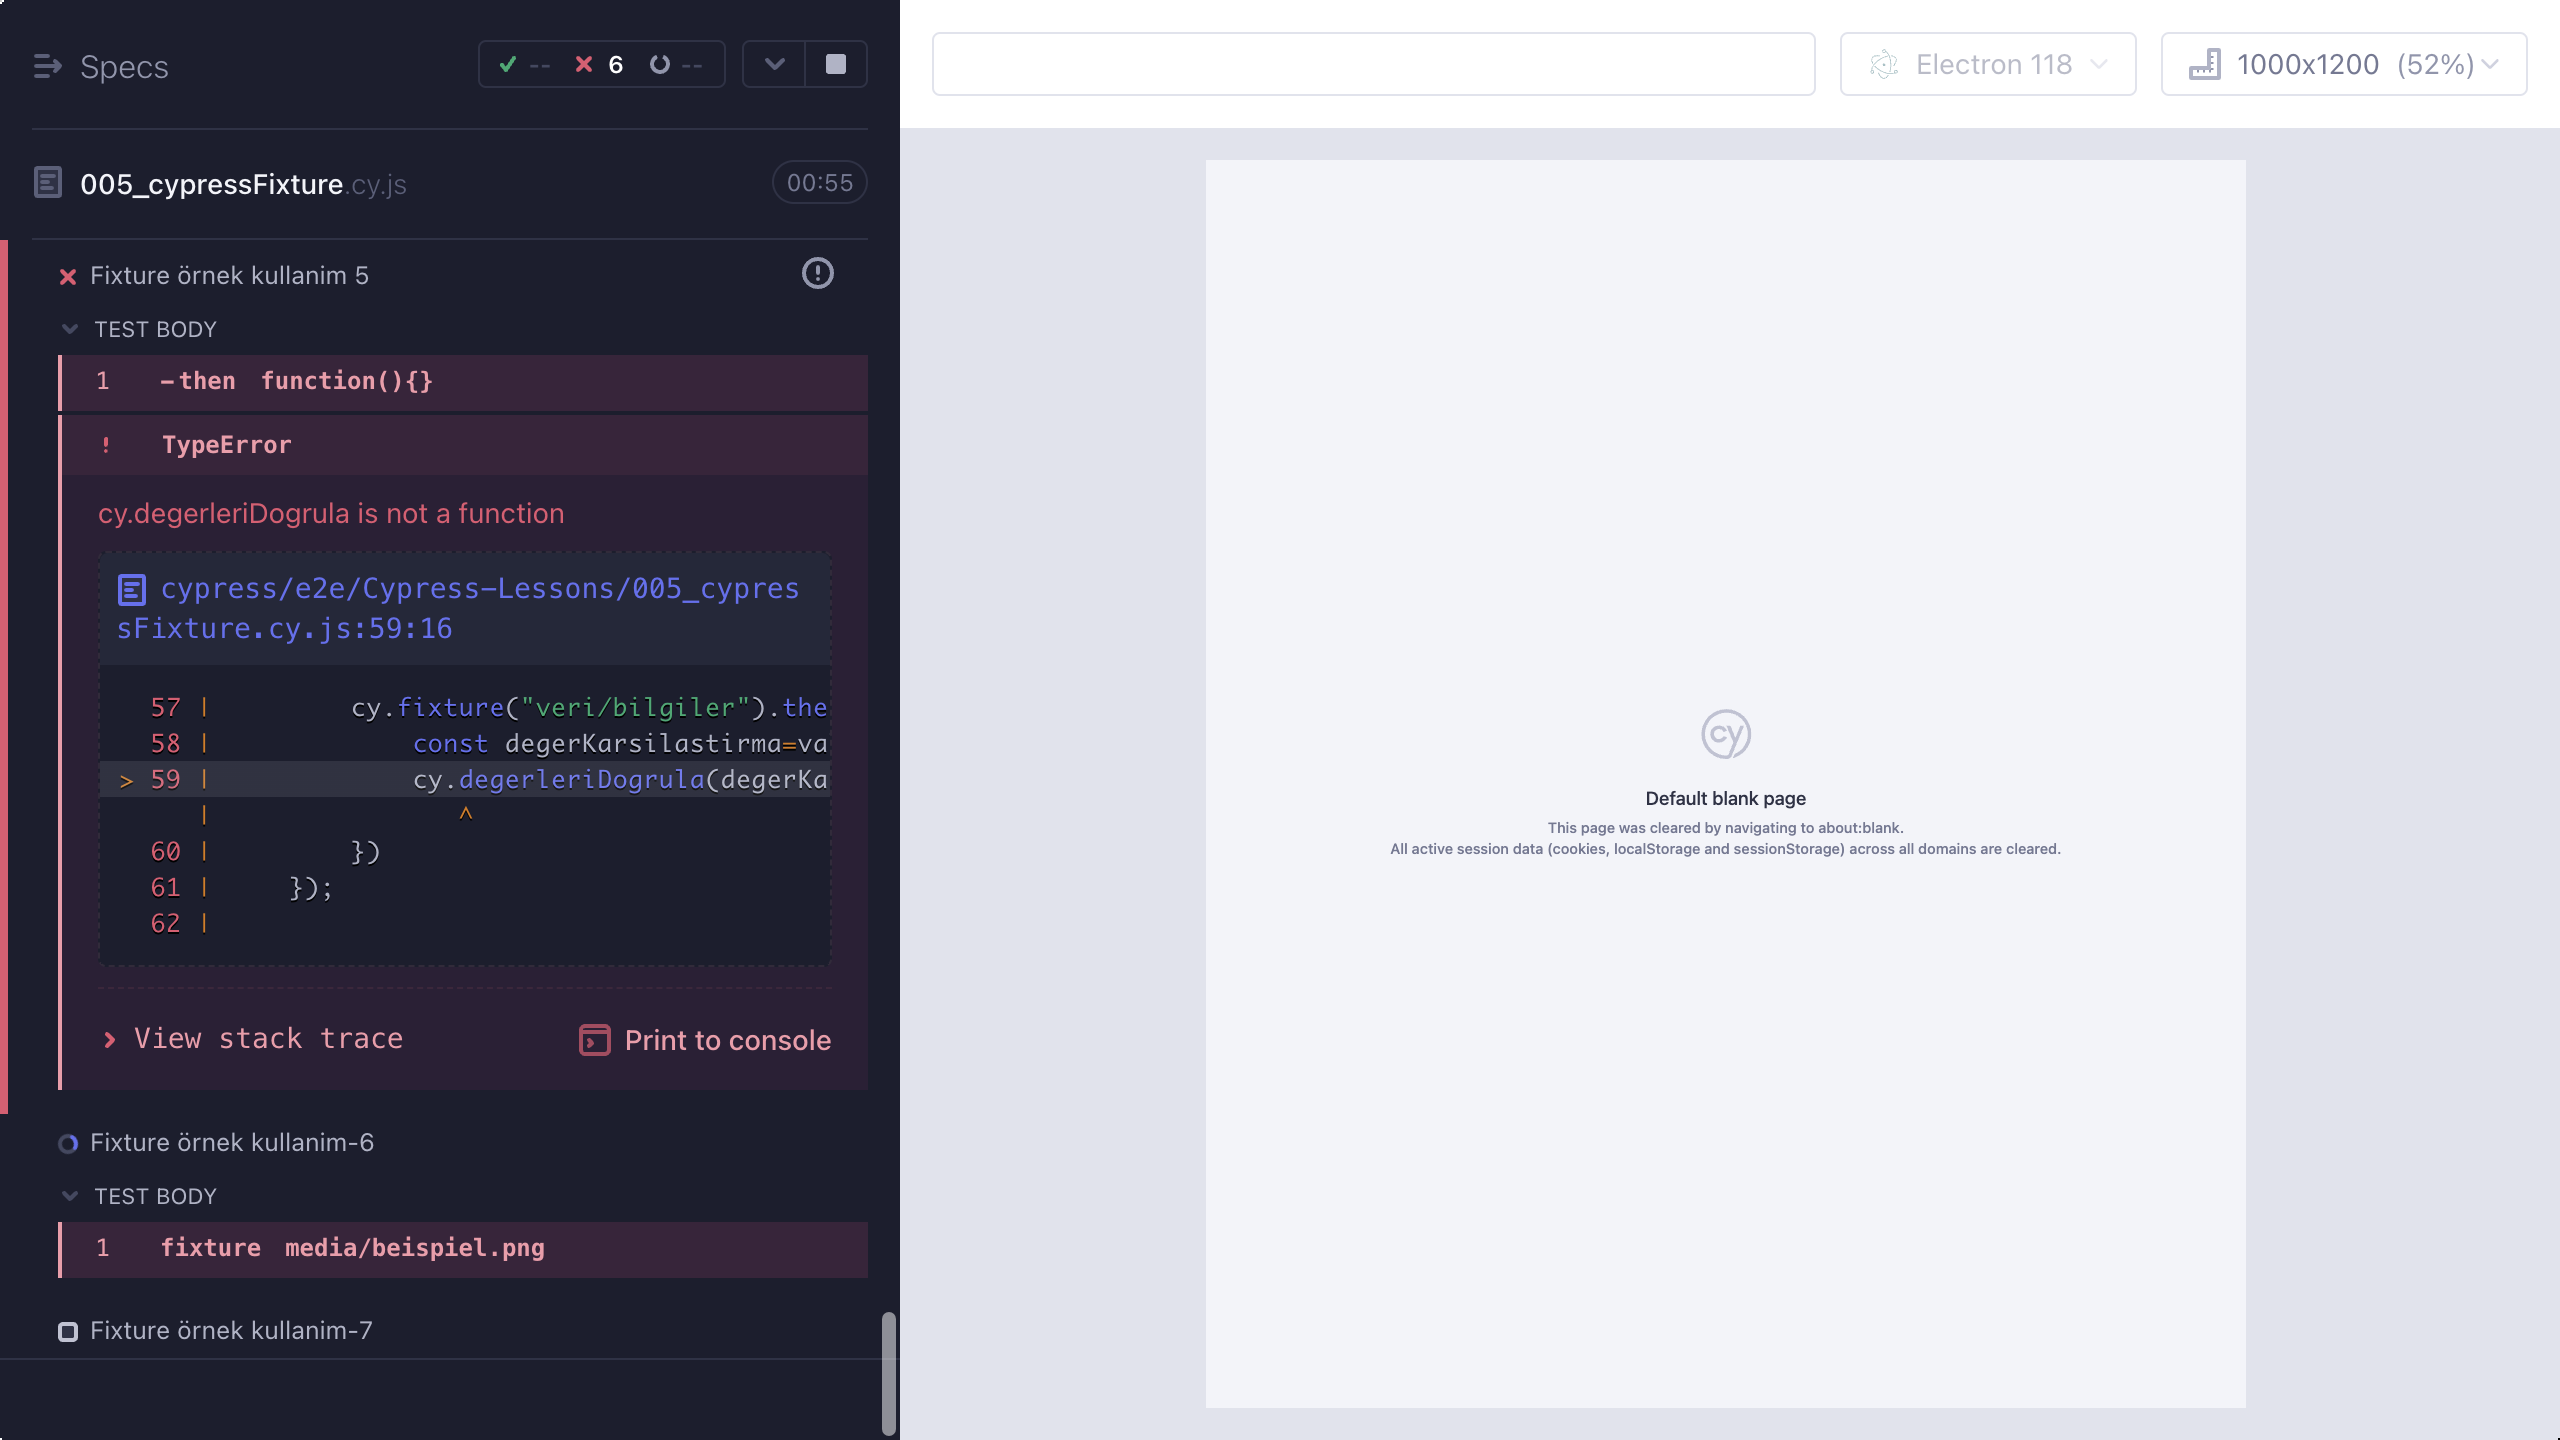 Specs
-- 6 --
005_cypressFixture.cy.js 00:55
Fixture örnek kullanim 5
TEST BODY
1 -then function(){}
! TypeError
cy.degerleriDogrula is not a function
cypress/e2e/Cypress-Lessons/005_cypres
sFixture.cy.js:59:16
57 | cy.fixture("veri/bilgiler").the
58 | const degerKarsilastirma=va
> 59 | cy.degerleriDogrula(degerKa
| ^
60 | })
61 | });
62 |
View stack trace
Print to console
Fixture örnek kullanim-6
TEST BODY
1 fixture media/beispiel.png
Fixture örnek kullanim-7
Electron 118
1000x1200 (52%)
cy
Default blank page
This page was cleared by navigating to about:blank.
All active session data (cookies, localStorage and sessionStorage) across all domains are cleared.